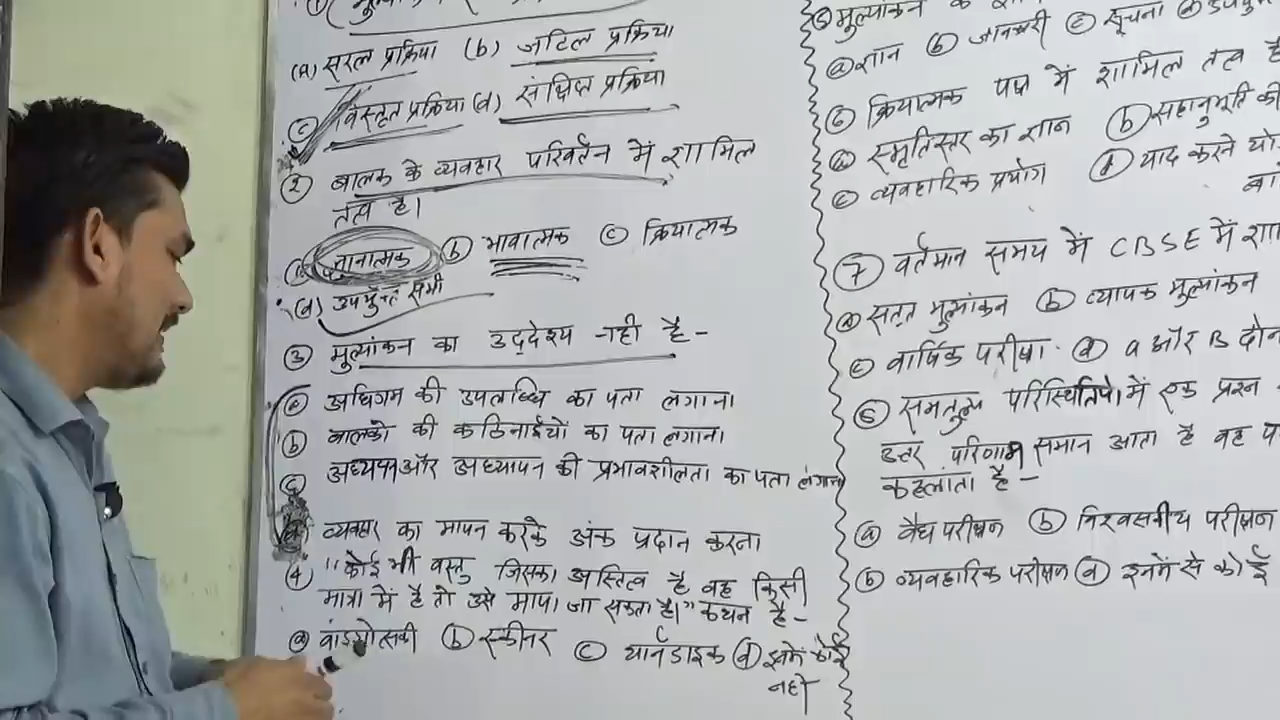 (a) सरल प्रक्रिया (b) जटिल प्रक्रिया
(c) विस्तृत प्रक्रिया (d) संक्षिप्त प्रक्रिया
(2) बालक के व्यवहार परिवर्तन में शामिल
तत्व है।
ज्ञानात्मक (b) भावात्मक (c) क्रियात्मक
(d) उपर्युक्त सभी
(3) मुल्यांकन का उद्देश्य नही है -
(a) अधिगम की उपलब्धि का पता लगाना
(b) बालको की कठिनाईयों का पता लगाना
(c) अध्ययन और अध्यापन की प्रभावशीलता का पता लगाना
(d) व्यवहार का मापन करके अंक प्रदान करना
(4) "कोई भी वस्तु जिसका अस्तित्व है वह किसी
मात्रा में है तो उसे मापा जा सकता है।" कथन है -
(a) (b) स्कीनर (c) थार्नडाइक (d) इनमें कोई
नही
(5) मुल्यांकन के
(a) ज्ञान (b) जानकारी (c) सूचना (d)
(6) क्रियात्मक पक्ष में शामिल तत्व
(a) स्मृतिस्तर का ज्ञान (b) सहानुभूति की
(c) व्यवहारिक प्रयोग (d) याद करने
(7) वर्तमान समय में CBSE में
(a) सतत मुल्यांकन (b) व्यापक मुल्यांकन
(c) वार्षिक परीक्षा (d) a और B
समतुल्य परिस्थितियो में एक प्रश्न
उत्तर परिणाम समान आता है वह
कहलाता है -
(a) वैध परीक्षण (b) विश्वसनीय परीक्षण
(b) व्यवहारिक परीक्षण (d) इनमें से कोई